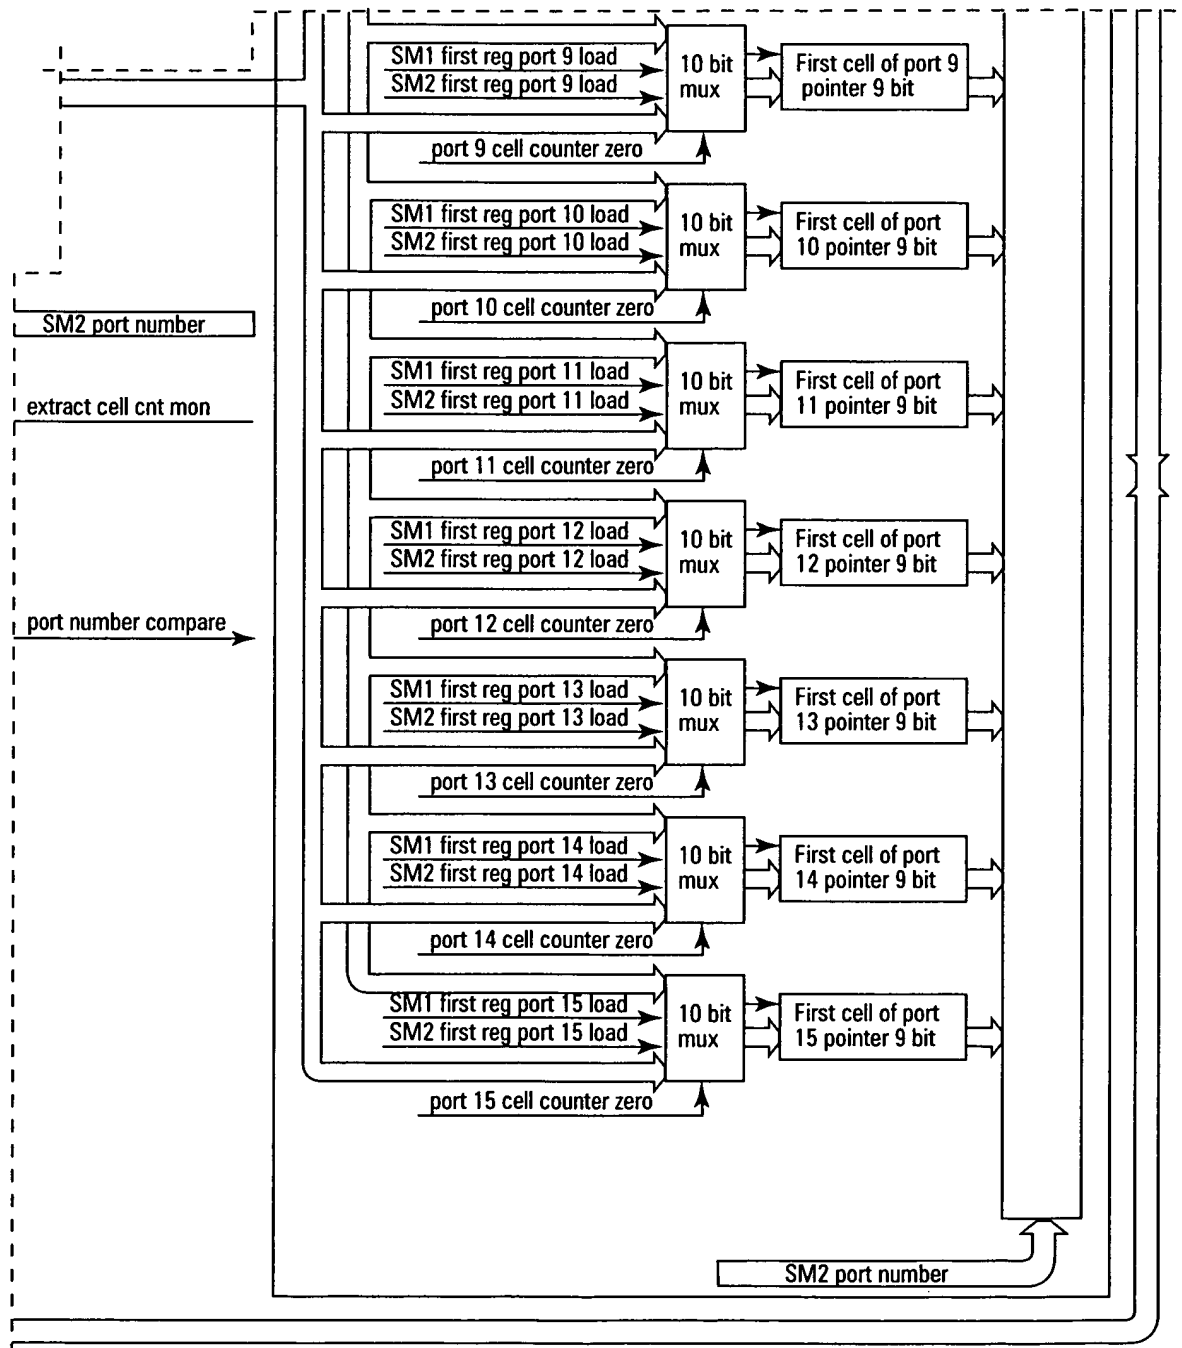 SM1 first reg port 9 load
SM2 first reg port 9 load
10 bit
mux
First cell of port 9
pointer 9 bit
port 9 cell counter zero
SM1 first reg port 10 load
SM2 first reg port 10 load
10 bit
mux
First cell of port
10 pointer 9 bit
port 10 cell counter zero
SM2 port number
SM1 first reg port 11 load
SM2 first reg port 11 load
10 bit
mux
First cell of port
11 pointer 9 bit
extract cell cnt mon
port 11 cell counter zero
SM1 first reg port 12 load
SM2 first reg port 12 load
10 bit
mux
First cell of port
12 pointer 9 bit
port number compare
port 12 cell counter zero
SM1 first reg port 13 load
SM2 first reg port 13 load
10 bit
mux
First cell of port
13 pointer 9 bit
port 13 cell counter zero
SM1 first reg port 14 load
SM2 first reg port 14 load
10 bit
mux
First cell of port
14 pointer 9 bit
port 14 cell counter zero
SM1 first reg port 15 load
SM2 first reg port 15 load
10 bit
mux
First cell of port
15 pointer 9 bit
port 15 cell counter zero
SM2 port number